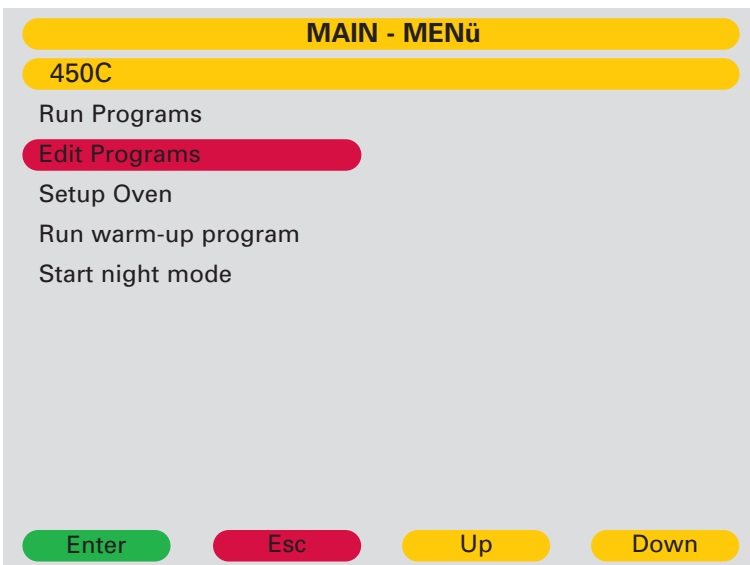 MAIN - MENü
450C
Run Programs
Edit Programs
Setup Oven
Run warm-up program
Start night mode
Enter Esc Up Down